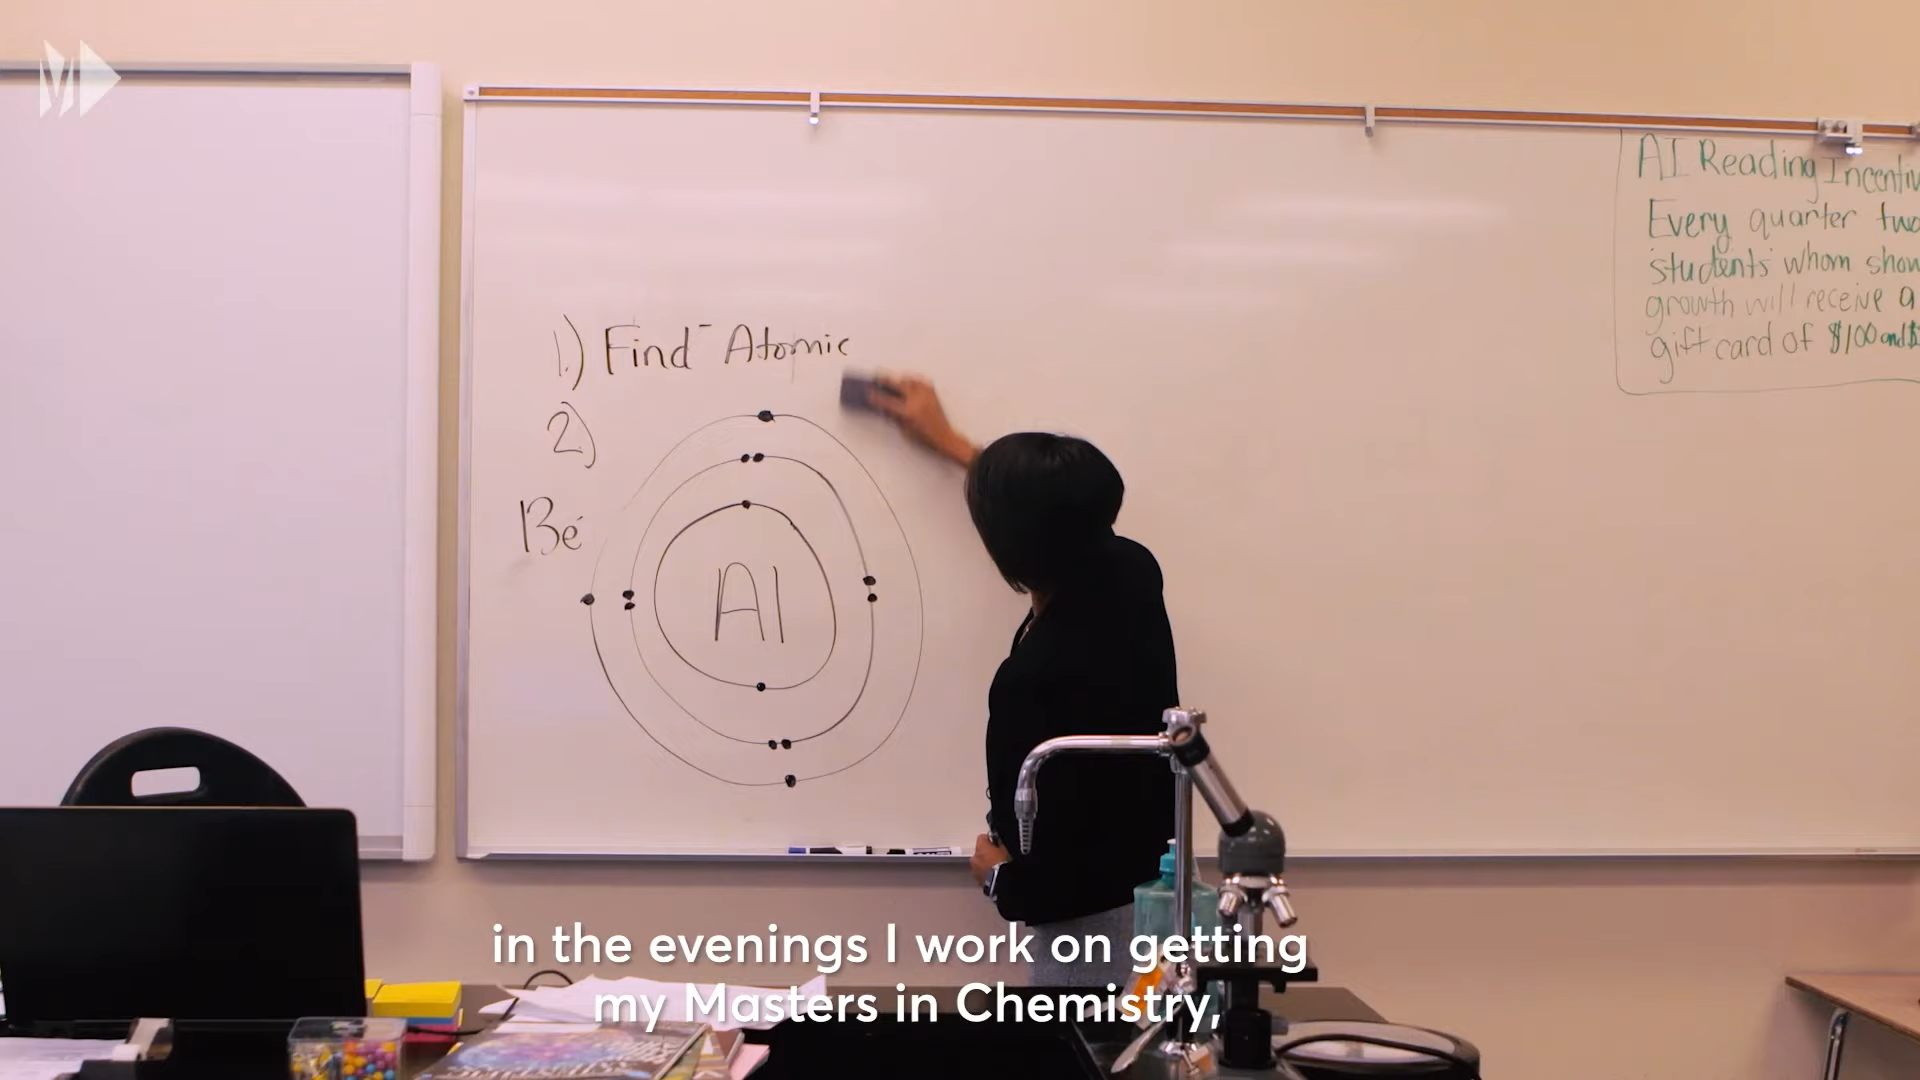 1.) Find Atomic
2.)
Be
Al
AI Reading Incentiv
Every quarter two
students whom show
growth will receive a
gift card of $100 and $
in the evenings I work on getting
my Masters in Chemistry,